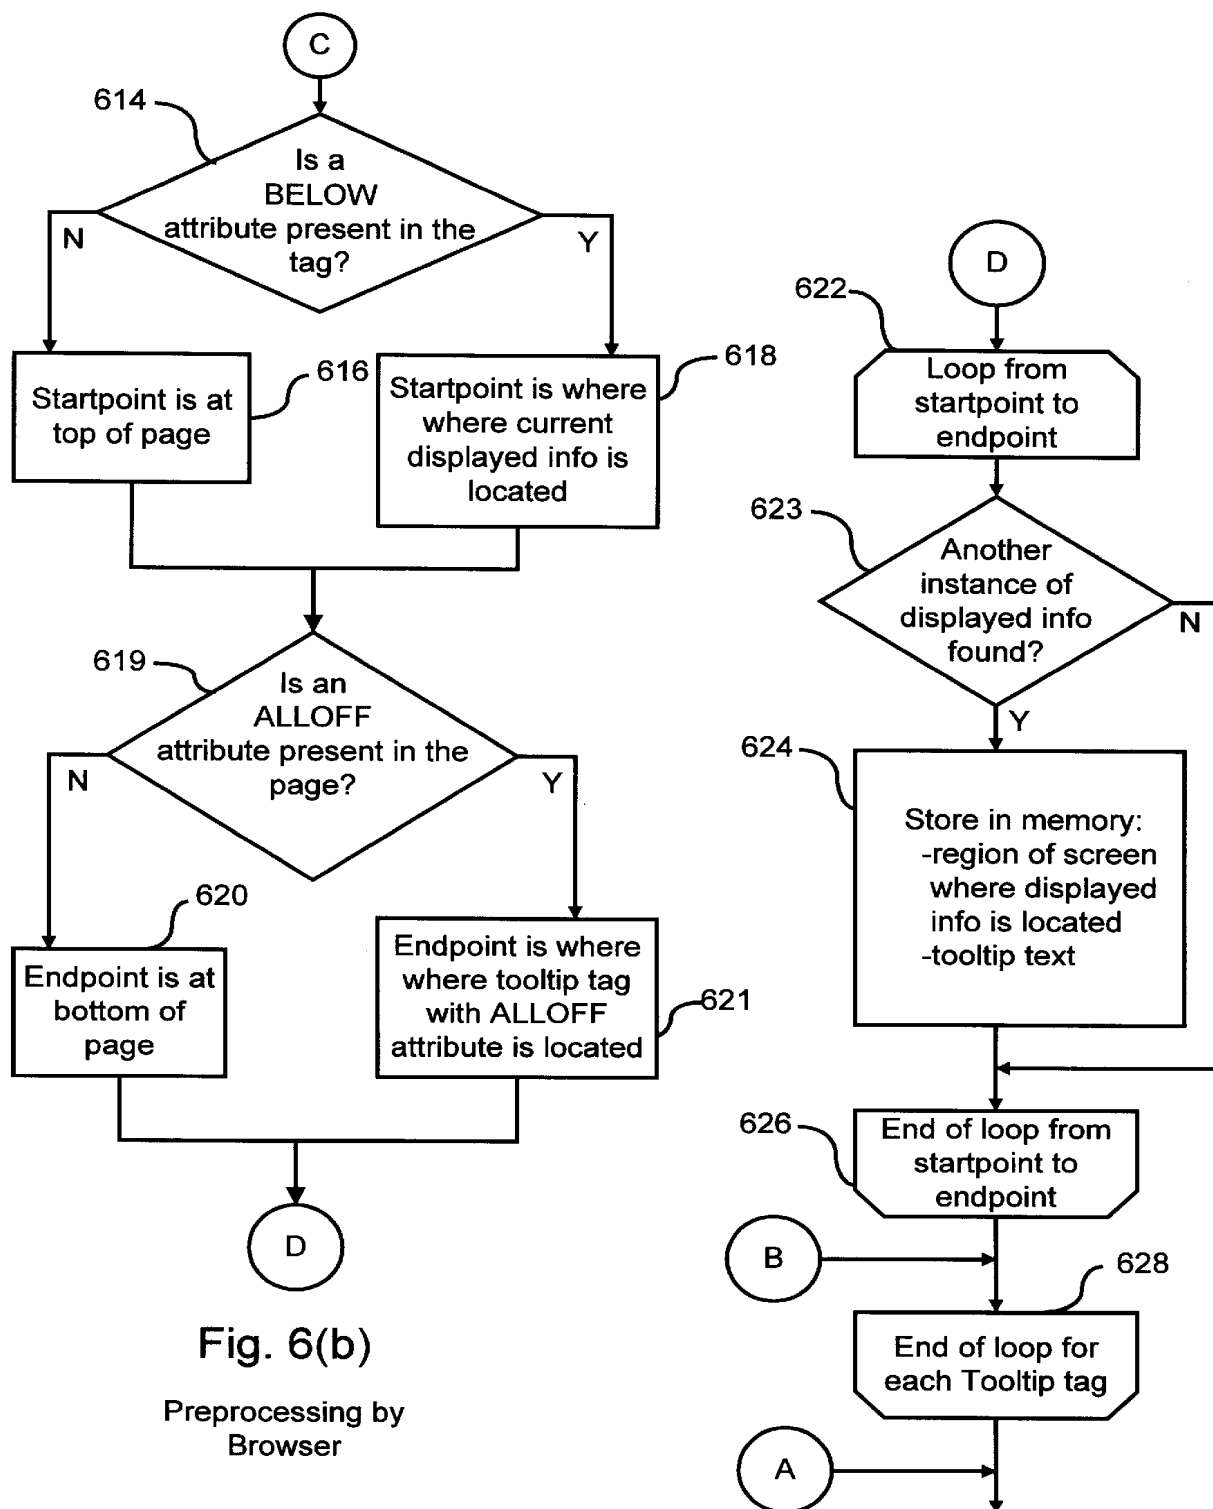 C
614
Is a
BELOW
attribute present in the
tag?
N
Y
616
Startpoint is at
top of page
618
Startpoint is where
where current
displayed info is
located
619
Is an
ALLOFF
attribute present in the
page?
N
Y
620
Endpoint is at
bottom of
page
Endpoint is where
where tooltip tag
with ALLOFF
attribute is located
621
D
Fig. 6(b)
Preprocessing by
Browser
D
622
Loop from
startpoint to
endpoint
623
Another
instance of
displayed info
found?
N
Y
624
Store in memory:
-region of screen
where displayed
info is located
-tooltip text
626
End of loop from
startpoint to
endpoint
B
628
End of loop for
each Tooltip tag
A